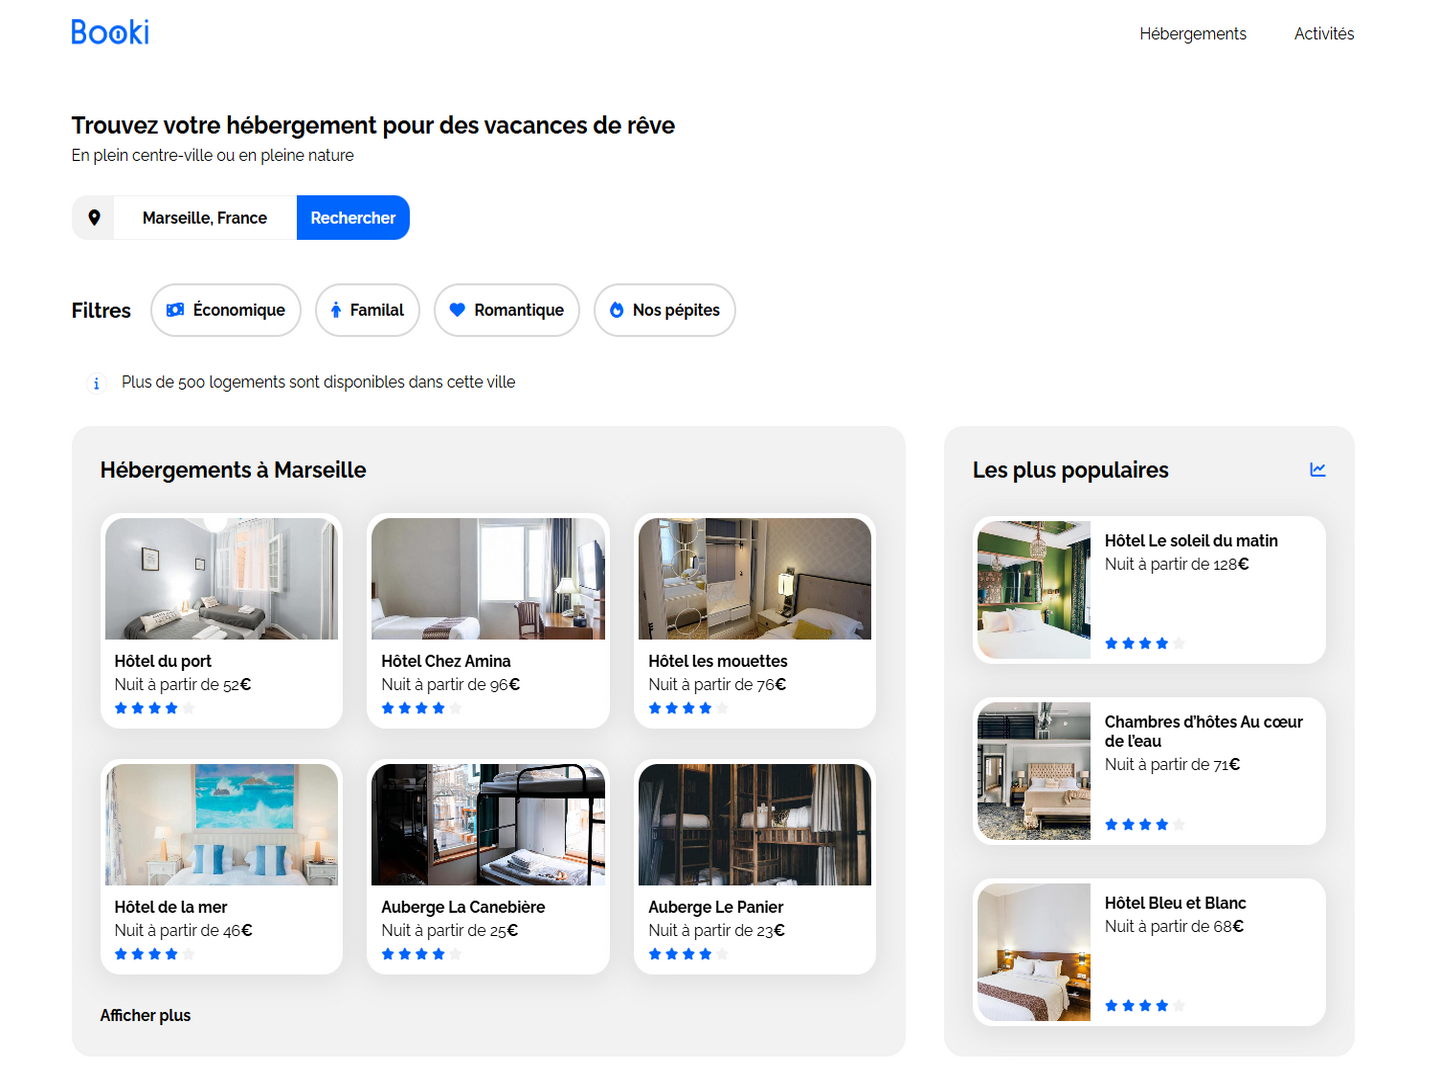 Booki
Hébergements
Activités
Trouvez votre hébergement pour des vacances de rêve
En plein centre-ville ou en pleine nature
Marseille, France
Rechercher
Filtres
Économique
Familal
Romantique
Nos pépites
Plus de 500 logements sont disponibles dans cette ville
Hébergements à Marseille
Hôtel du port
Nuit à partir de 52€
Hôtel Chez Amina
Nuit à partir de 96€
Hôtel les mouettes
Nuit à partir de 76€
Hôtel de la mer
Nuit à partir de 46€
Auberge La Canebière
Nuit à partir de 25€
Auberge Le Panier
Nuit à partir de 23€
Afficher plus
Les plus populaires
Hôtel Le soleil du matin
Nuit à partir de 128€
Chambres d'hôtes Au cœur
de l'eau
Nuit à partir de 71€
Hôtel Bleu et Blanc
Nuit à partir de 68€